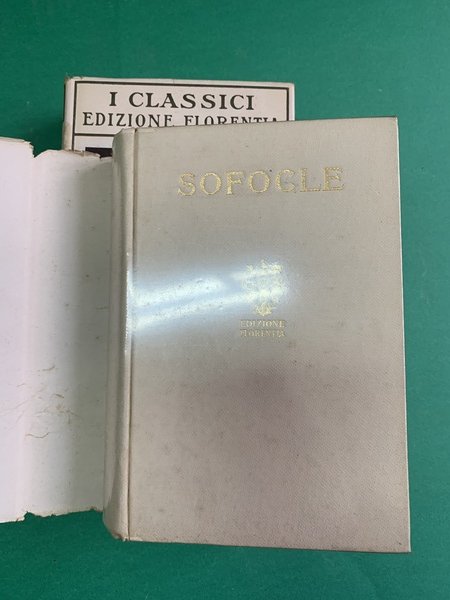 I CLASSICI
EDIZIONE FLORENTIA
SOFOCLE
EDIZIONE
FLORENTIA